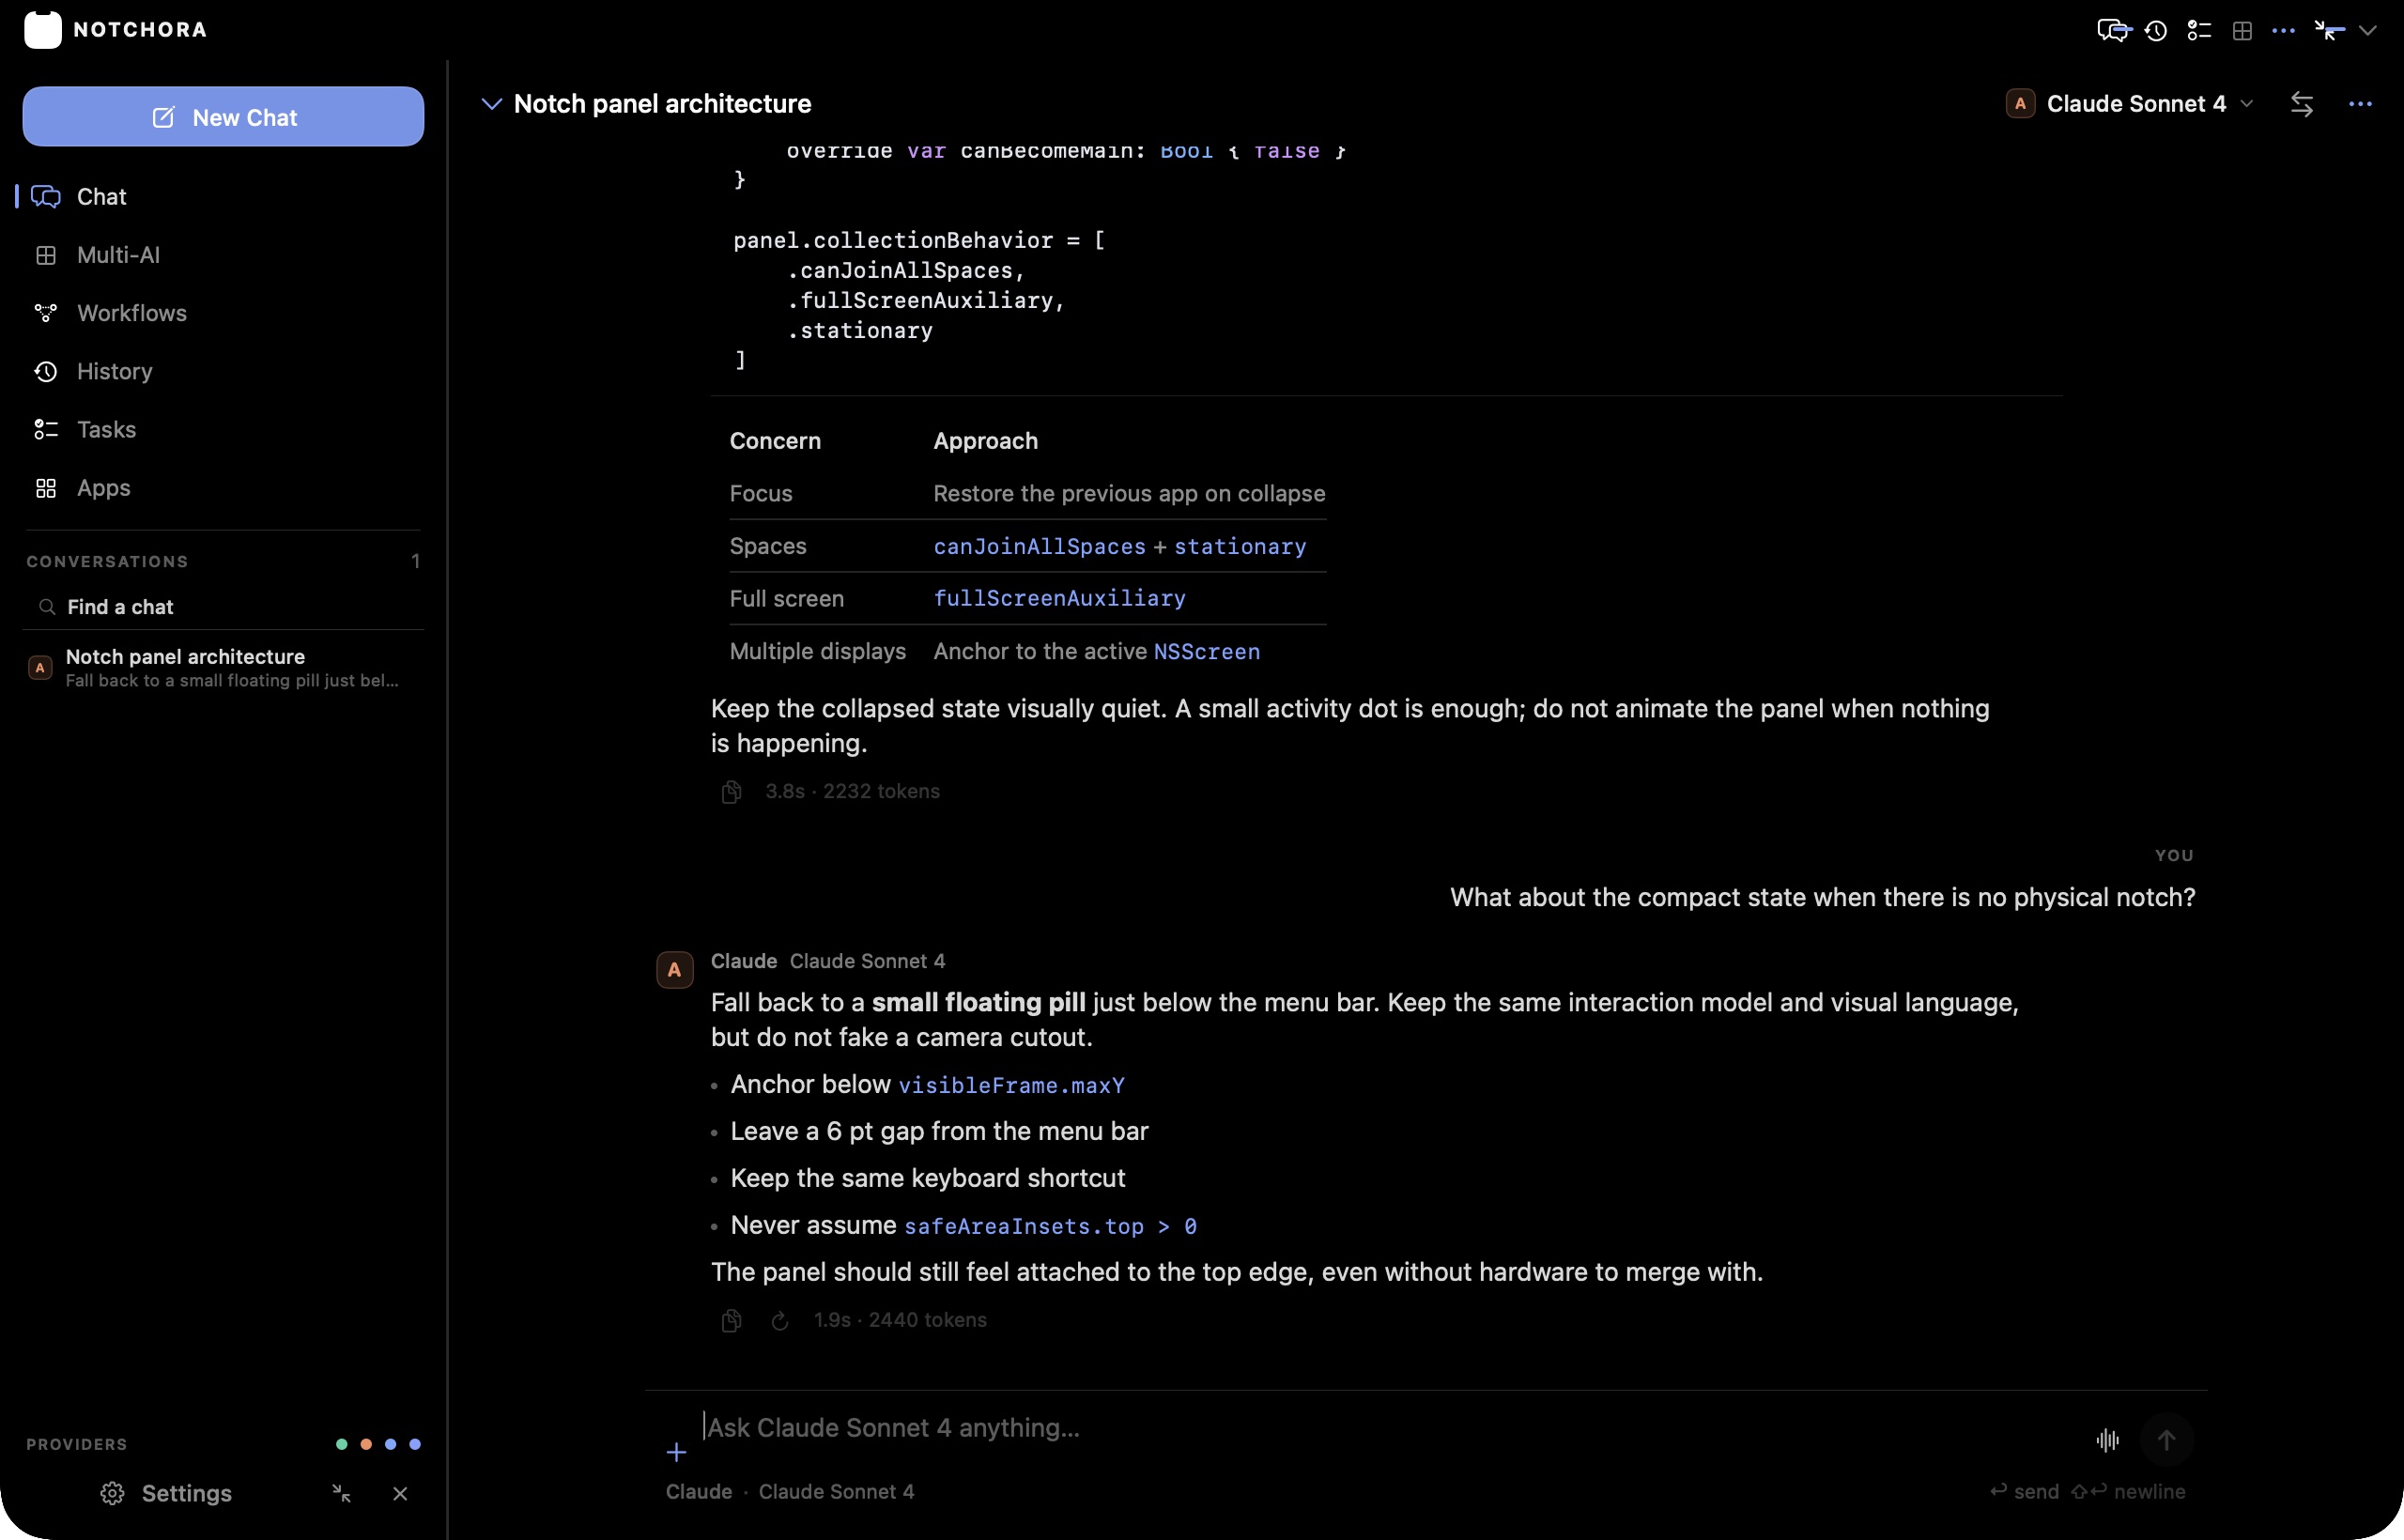 NOTCHORA
New Chat
Chat
Multi-AI
Workflows
History
Tasks
Apps
CONVERSATIONS 1
Find a chat
A
Notch panel architecture
Fall back to a small floating pill just bel...
PROVIDERS
Settings
Notch panel architecture
A Claude Sonnet 4
override var canBecomeMain: Bool { false }
}
panel.collectionBehavior = [
.canJoinAllSpaces,
.fullScreenAuxiliary,
.stationary
]
Concern Approach
Focus Restore the previous app on collapse
Spaces canJoinAllSpaces + stationary
Full screen fullScreenAuxiliary
Multiple displays Anchor to the active NSScreen
Keep the collapsed state visually quiet. A small activity dot is enough; do not animate the panel when nothing
is happening.
3.8s · 2232 tokens
YOU
What about the compact state when there is no physical notch?
A
Claude Claude Sonnet 4
Fall back to a small floating pill just below the menu bar. Keep the same interaction model and visual language,
but do not fake a camera cutout.
• Anchor below visibleFrame.maxY
• Leave a 6 pt gap from the menu bar
• Keep the same keyboard shortcut
• Never assume safeAreaInsets.top > 0
The panel should still feel attached to the top edge, even without hardware to merge with.
1.9s · 2440 tokens
Ask Claude Sonnet 4 anything...
Claude · Claude Sonnet 4
send newline